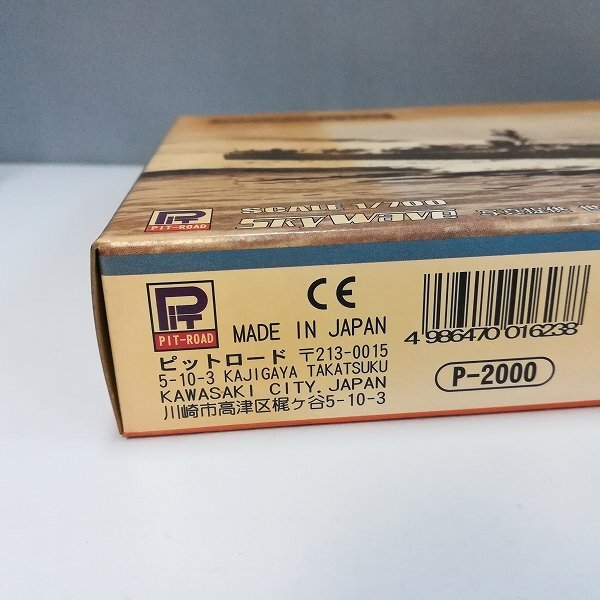 SCALE 1/700
SKYWAVE
PIT-ROAD
PIT
PIT-ROAD
CE
MADE IN JAPAN
ピットロード 〒213-0015
5-10-3 KAJIGAYA TAKATSUKU
KAWASAKI CITY.JAPAN
川崎市高津区梶ケ谷5-10-3
4 986470 016238
P-2000